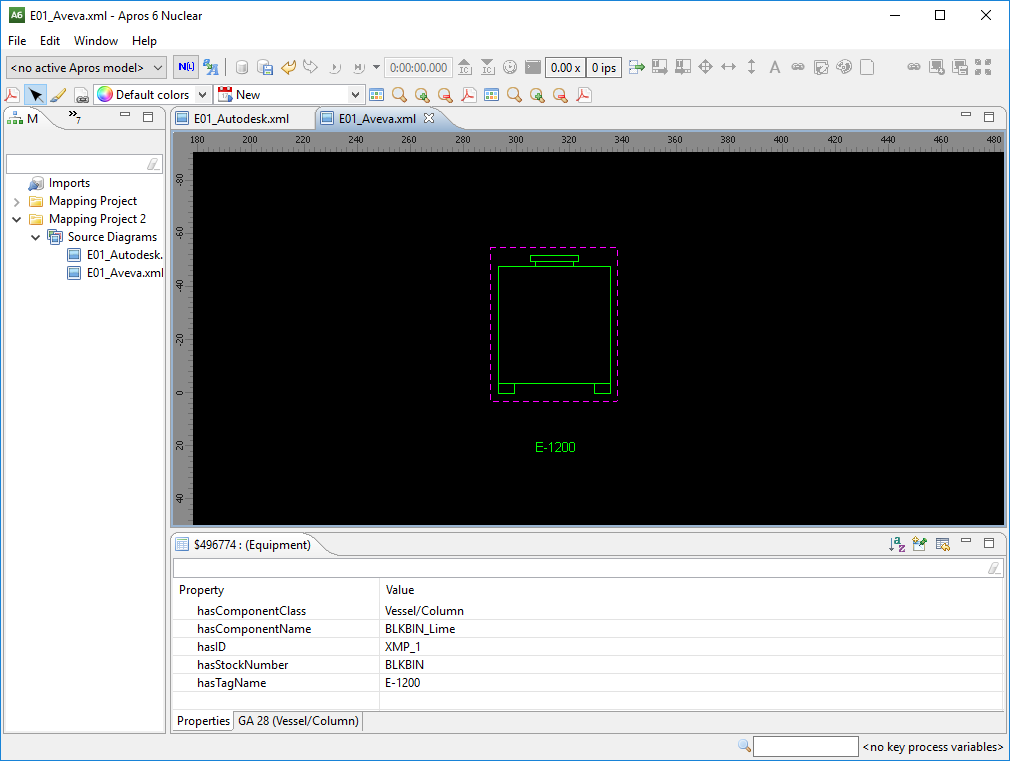 A6 E01_Aveva.xml - Apros 6 Nuclear
File Edit Window Help
<no active Apros model> N(t) 0:00:00.000 IC IC 0.00 x 0 ips A
Default colors New
M »7 E01_Autodesk.xml E01_Aveva.xml
180 200 220 240 260 280 300 320 340 360 380 400 420 440 460 480
Imports
Mapping Project
Mapping Project 2
Source Diagrams
E01_Autodesk.
E01_Aveva.xml
-80
-60
-40
-20
0
20
40
E-1200
$496774 : (Equipment)
Property Value
hasComponentClass Vessel/Column
hasComponentName BLKBIN_Lime
hasID XMP_1
hasStockNumber BLKBIN
hasTagName E-1200
Properties GA 28 (Vessel/Column)
<no key process variables>